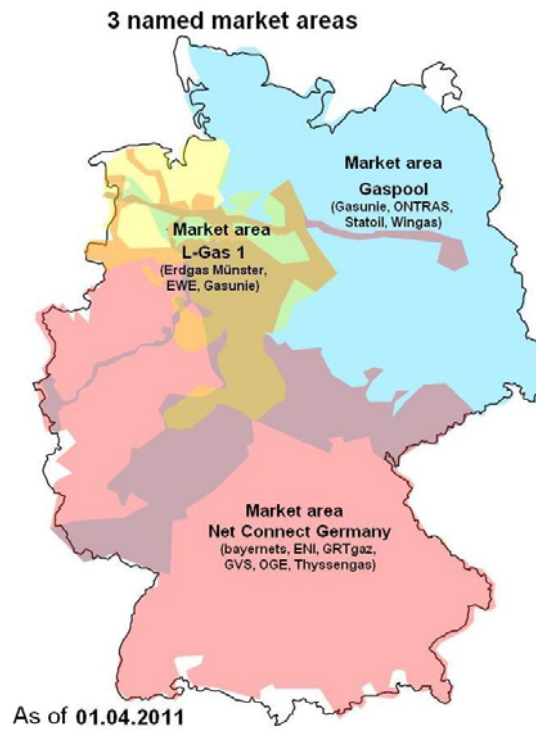 3 named market areas
Market area
Gaspool
(Gasunie, ONTRAS,
Statoil, Wingas)
Market area
L-Gas 1
(Erdgas Münster,
EWE, Gasunie)
Market area
Net Connect Germany
(bayernets, ENI, GRTgaz,
GVS, OGE, Thyssengas)
As of 01.04.2011